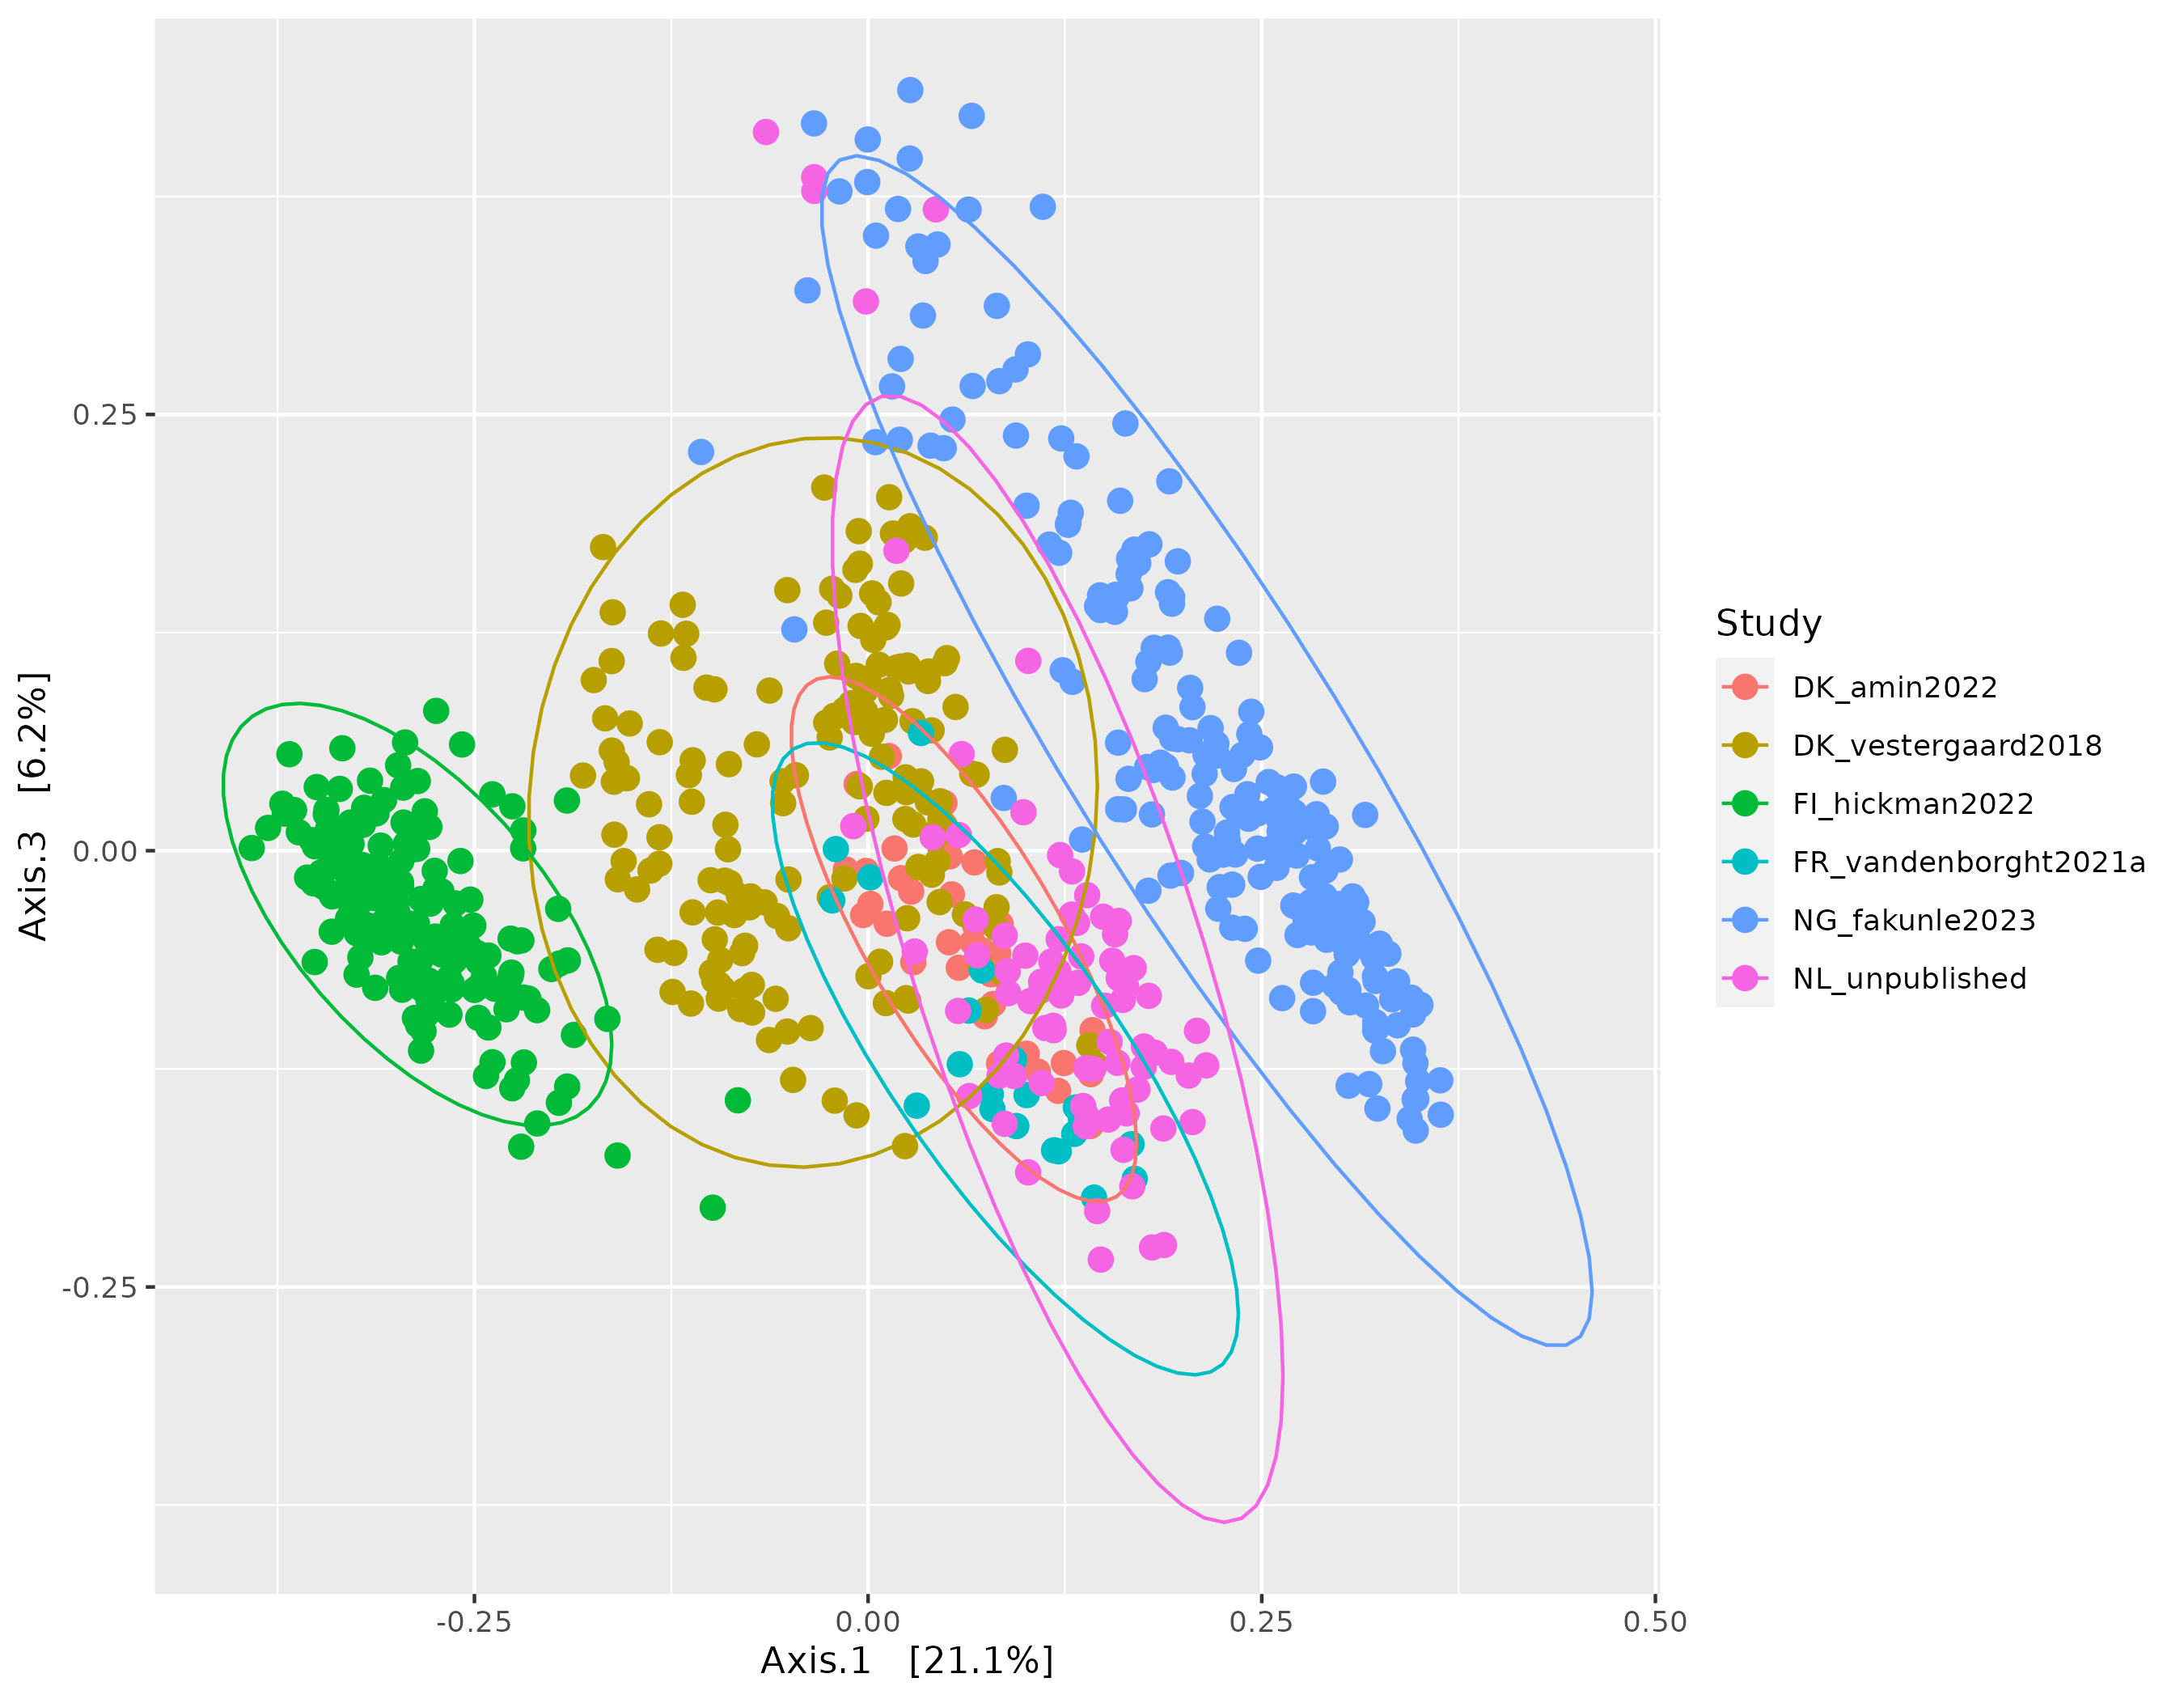 0.25
0.00
-0.25
Axis.3   [6.2%]
-0.25
0.00
0.25
0.50
Axis.1   [21.1%]
Study
DK_amin2022
DK_vestergaard2018
FI_hickman2022
FR_vandenborght2021a
NG_fakunle2023
NL_unpublished